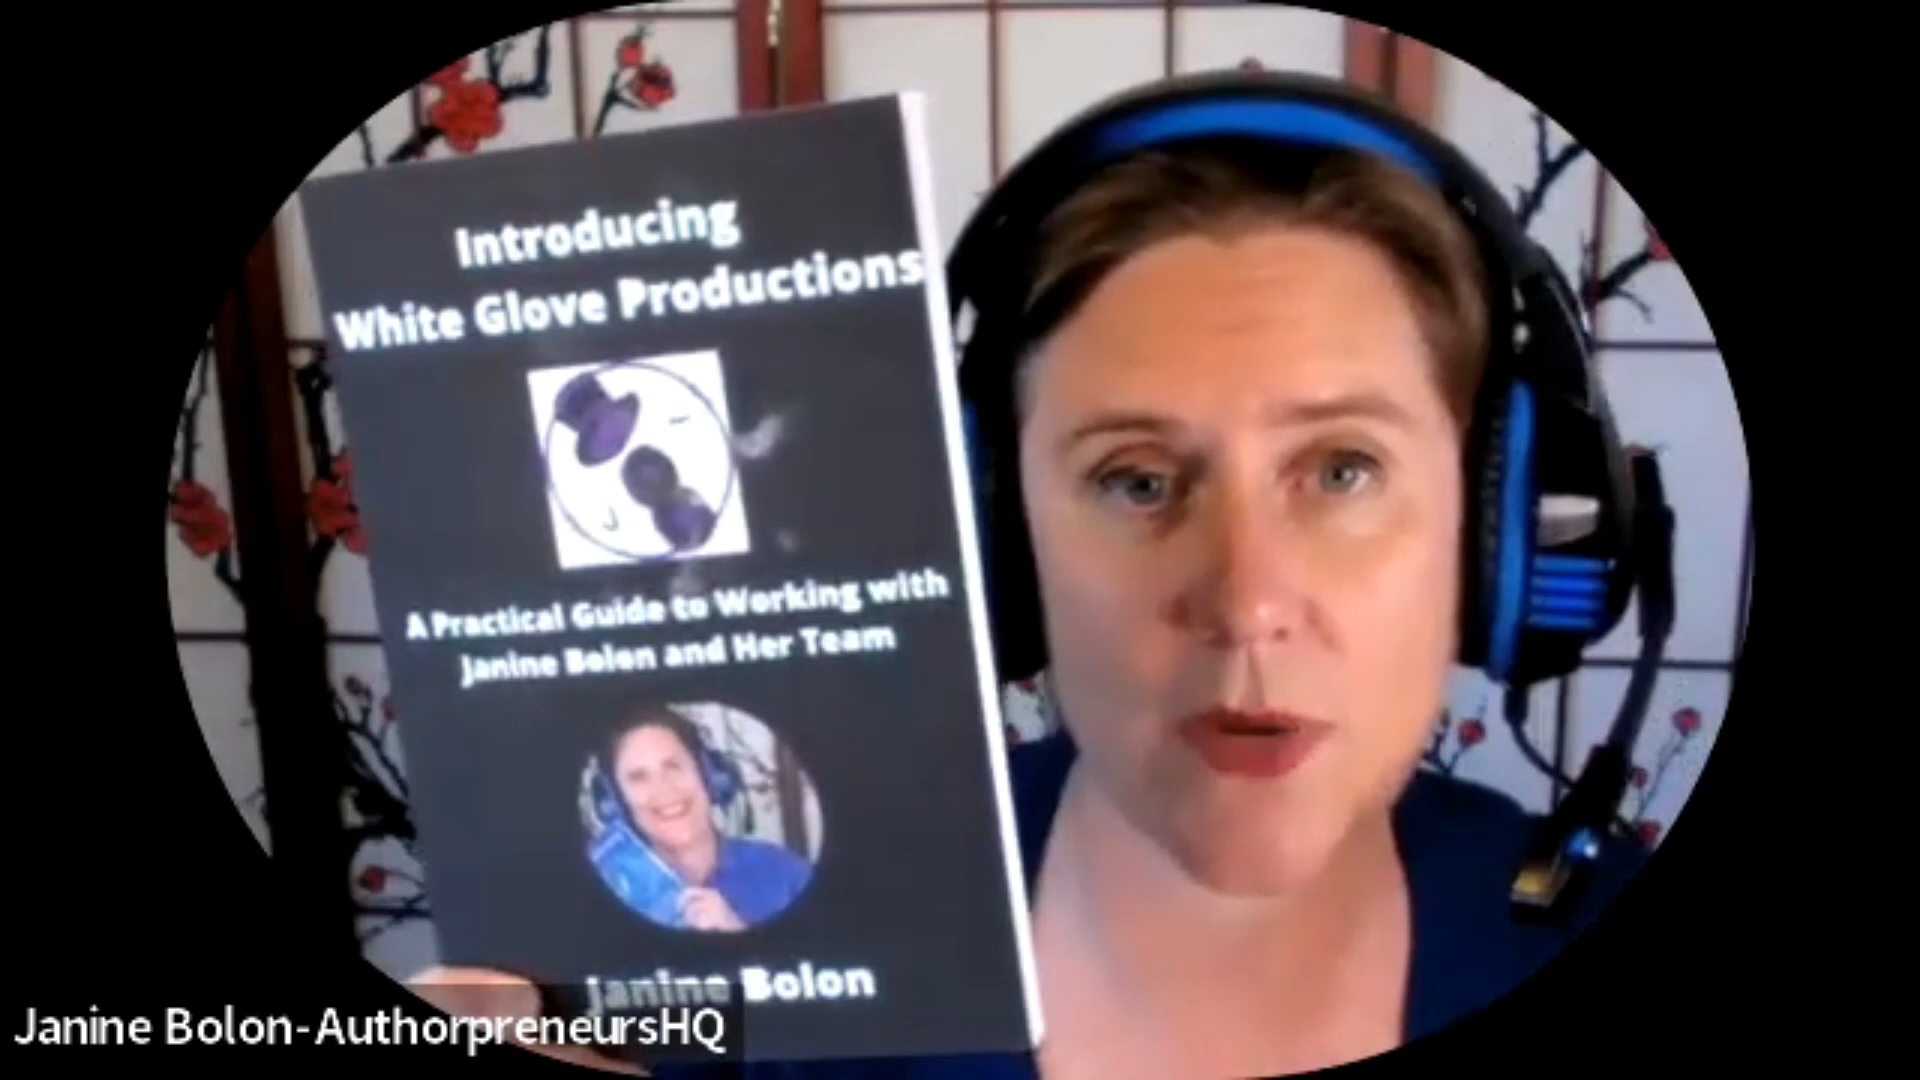 Introducing
White Glove Productions
A Practical Guide to Working with
Janine Bolon and Her Team
Janine Bolon
Janine Bolon-AuthorpreneursHQ